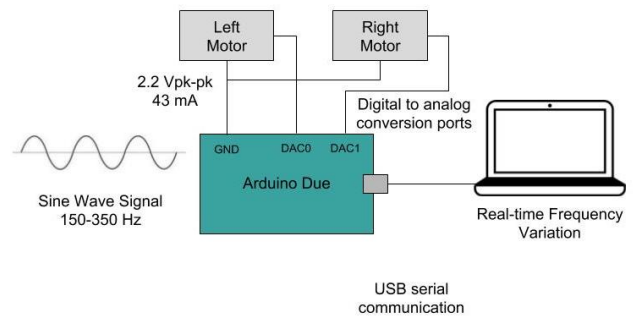 Left
Motor
Right
Motor
2.2 Vpk-pk
43 mA
Digital to analog
conversion ports
GND
DAC0
DAC1
Arduino Due
Sine Wave Signal
150-350 Hz
Real-time Frequency
Variation
USB serial
communication